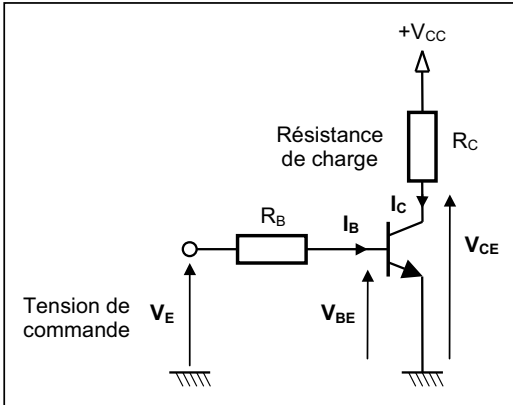 +VCC
Résistance
de charge
RC
RB
IB
IC
VCE
Tension de
commande
VE
VBE